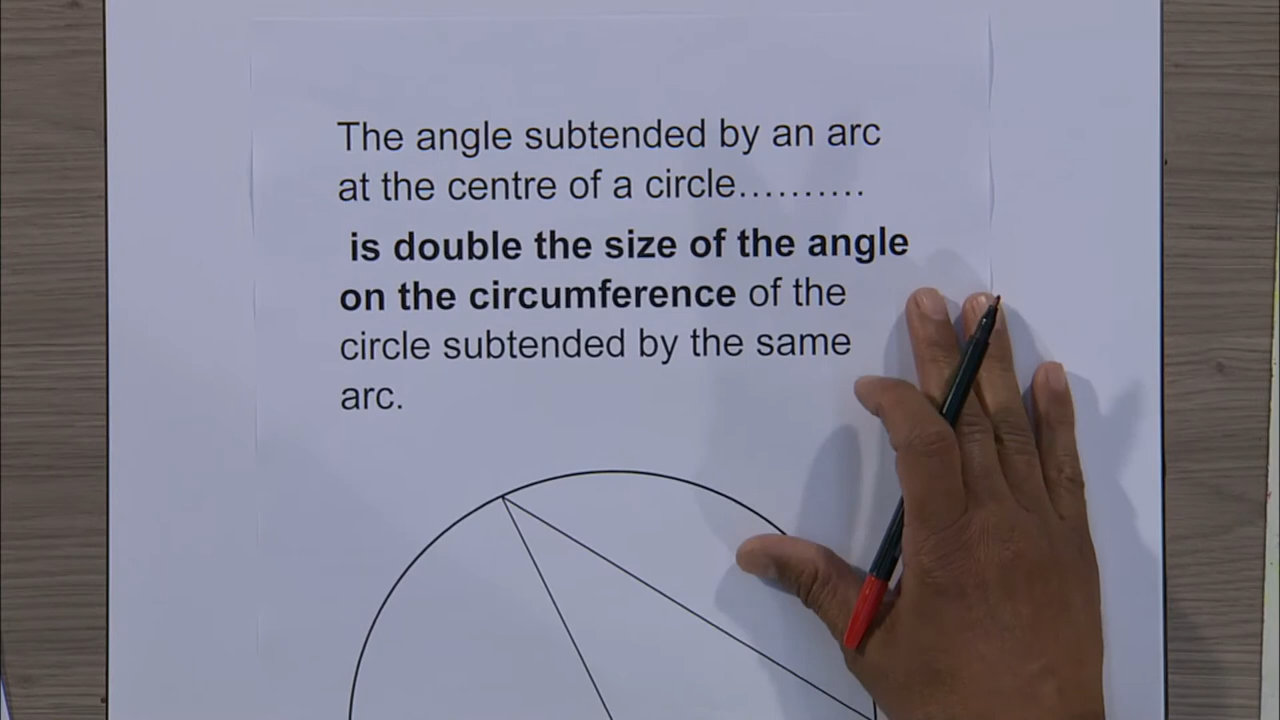 The angle subtended by an arc
at the centre of a circle..........
is double the size of the angle
on the circumference of the
circle subtended by the same
arc.